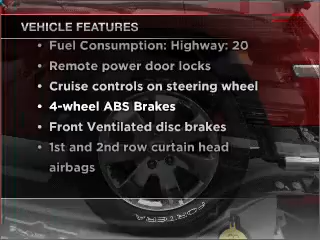 VEHICLE FEATURES
• Fuel Consumption: Highway: 20
• Remote power door locks
• Cruise controls on steering wheel
• 4-wheel ABS Brakes
• Front Ventilated disc brakes
• 1st and 2nd row curtain head
airbags
FORTERA